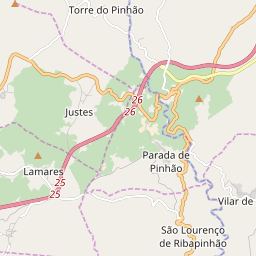 Torre do Pinhão
26
26
Justes
Parada de
Pinhão
Lamares
25
25
Vilar de
São Lourenço
de Ribapinhão